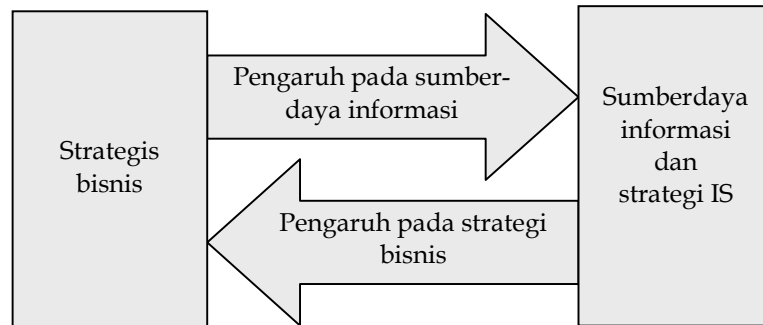 Strategis
bisnis
Pengaruh pada sumber-
daya informasi
Pengaruh pada strategi
bisnis
Sumberdaya
informasi
dan
strategi IS